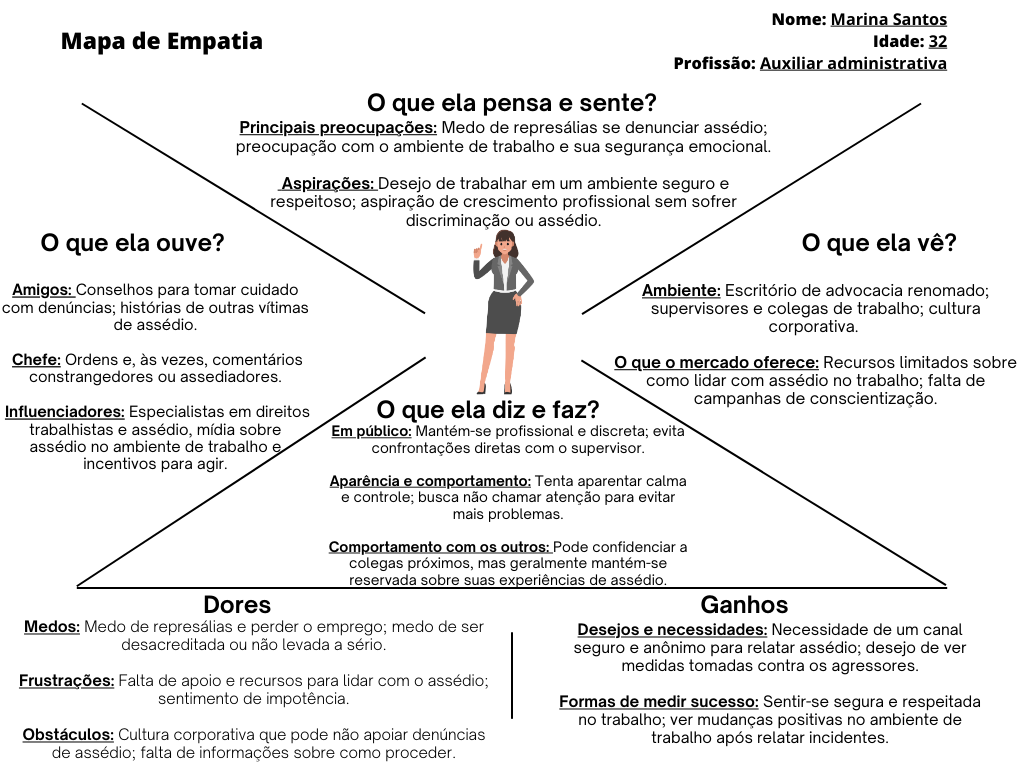 Mapa de Empatia
Nome: Marina Santos
Idade: 32
Profissão: Auxiliar administrativa
O que ela pensa e sente?
Principais preocupações: Medo de represálias se denunciar assédio;
preocupação com o ambiente de trabalho e sua segurança emocional.
Aspirações: Desejo de trabalhar em um ambiente seguro e
respeitoso; aspiração de crescimento profissional sem sofrer
discriminação ou assédio.
O que ela ouve?
Amigos: Conselhos para tomar cuidado
com denúncias; histórias de outras vítimas
de assédio.
Chefe: Ordens e, às vezes, comentários
constrangedores ou assediadores.
Influenciadores: Especialistas em direitos
trabalhistas e assédio, mídia sobre
assédio no ambiente de trabalho e
incentivos para agir.
O que ela vê?
Ambiente: Escritório de advocacia renomado;
supervisores e colegas de trabalho; cultura
corporativa.
O que o mercado oferece: Recursos limitados sobre
como lidar com assédio no trabalho; falta de
campanhas de conscientização.
O que ela diz e faz?
Em público: Mantém-se profissional e discreta; evita
confrontações diretas com o supervisor.
Aparência e comportamento: Tenta aparentar calma
e controle; busca não chamar atenção para evitar
mais problemas.
Comportamento com os outros: Pode confidenciar a
colegas próximos, mas geralmente mantém-se
reservada sobre suas experiências de assédio.
Dores
Medos: Medo de represálias e perder o emprego; medo de ser
desacreditada ou não levada a sério.
Frustrações: Falta de apoio e recursos para lidar com o assédio;
sentimento de impotência.
Obstáculos: Cultura corporativa que pode não apoiar denúncias
de assédio; falta de informações sobre como proceder.
Ganhos
Desejos e necessidades: Necessidade de um canal
seguro e anônimo para relatar assédio; desejo de ver
medidas tomadas contra os agressores.
Formas de medir sucesso: Sentir-se segura e respeitada
no trabalho; ver mudanças positivas no ambiente de
trabalho após relatar incidentes.